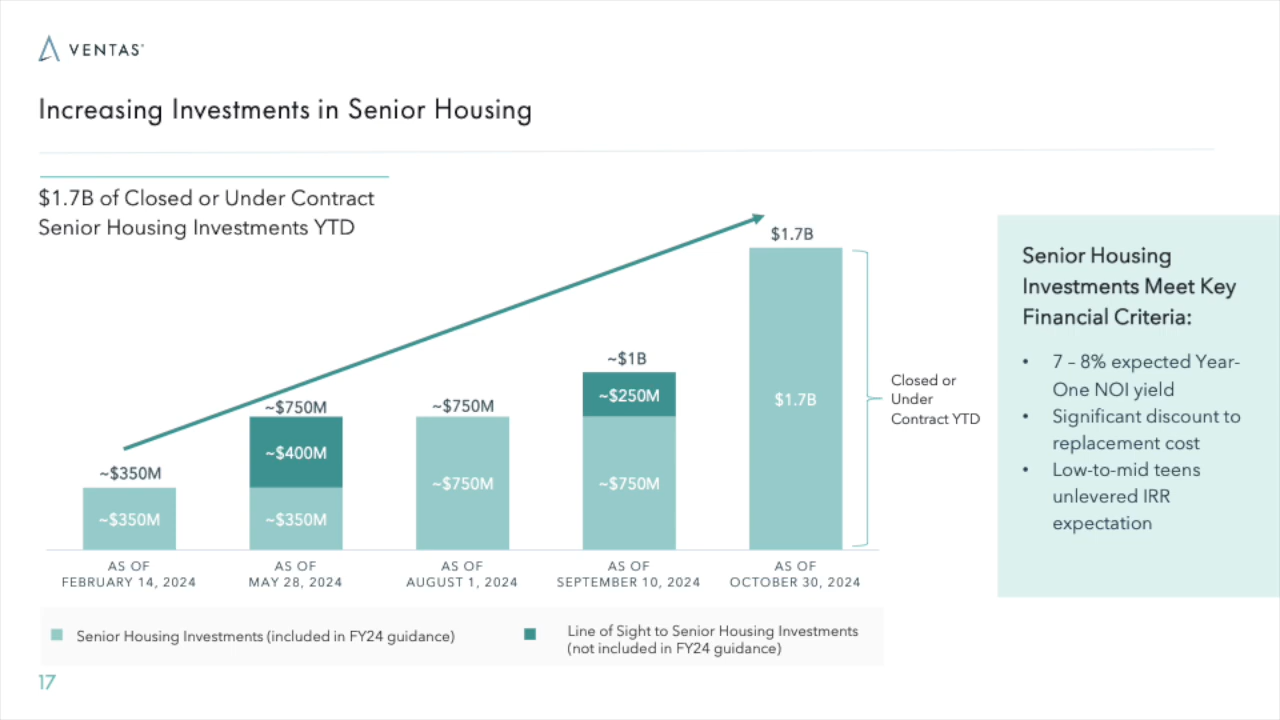 VENTAS
Increasing Investments in Senior Housing
$1.7B of Closed or Under Contract
Senior Housing Investments YTD
~$350M
~$350M
AS OF
FEBRUARY 14, 2024
~$750M
~$400M
~$350M
AS OF
MAY 28, 2024
~$750M
~$750M
AS OF
AUGUST 1, 2024
~$1B
~$250M
~$750M
AS OF
SEPTEMBER 10, 2024
$1.7B
$1.7B
AS OF
OCTOBER 30, 2024
Closed or
Under
Contract YTD
Senior Housing Investments (included in FY24 guidance)
Line of Sight to Senior Housing Investments
(not included in FY24 guidance)
Senior Housing
Investments Meet Key
Financial Criteria:
• 7 – 8% expected Year-
One NOI yield
• Significant discount to
replacement cost
• Low-to-mid teens
unlevered IRR
expectation
17